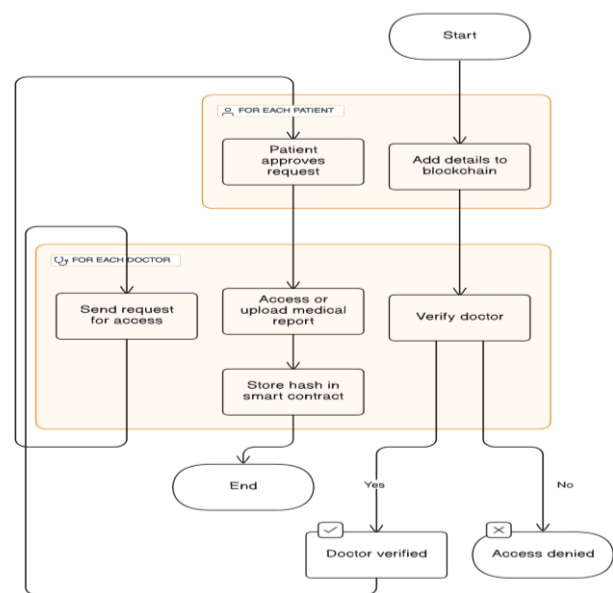 Start
FOR EACH PATIENT
Patient
approves
request
Add details to
blockchain
FOR EACH DOCTOR
Send request
for access
Access or
upload medical
report
Verify doctor
Store hash in
smart contract
End
Yes
No
Doctor verified
Access denied